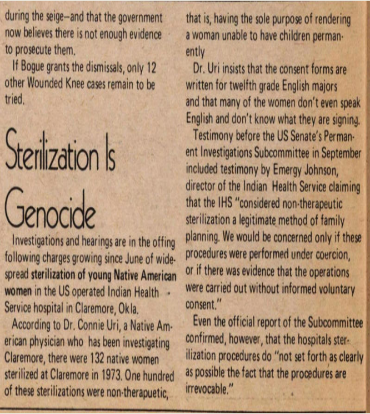 during the seige—and that the government
now believes there is not enough evidence
to prosecute them.
If Bogue grants the dismissals, only 12
other Wounded Knee cases remain to be
tried.
Sterilization Is
Genocide
Investigations and hearings are in the offing
following charges growing since June of wide-
spread sterilization of young Native American
women in the US operated Indian Health
Service hospital in Claremore, Okla.
According to Dr. Connie Uri, a Native Am-
erican physician who has been investigating
Claremore, there were 132 native women
sterilized at Claremore in 1973. One hundred
of these sterilizations were non-therapuetic,
that is, having the sole purpose of rendering
a woman unable to have children perman-
ently
Dr. Uri insists that the consent forms are
written for twelfth grade English majors
and that many of the women don't even speak
English and don't know what they are signing.
Testimony before the US Senate's Perman-
ent Investigations Subcommittee in September
included testimony by Emergy Johnson,
director of the Indian Health Service claiming
that the IHS "considered non-therapeutic
sterilization a legitimate method of family
planning. We would be concerned only if these
procedures were performed under coercion,
or if there was evidence that the operations
were carried out without informed voluntary
consent."
Even the official report of the Subcommittee
confirmed, however, that the hospitals ster-
ilization procedures do "not set forth as clearly
as possible the fact that the procedures are
irrevocable."